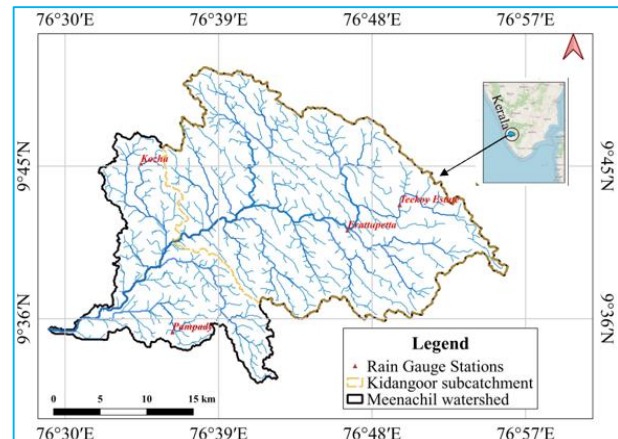 76°30′E 76°39′E 76°48′E 76°57′E
Kerala
9°45′N 9°45′N
Kozha
Teekoy Estate
Erattupetta
9°36′N 9°36′N
Pampady
Legend
Rain Gauge Stations
Kidangoor subcatchment
Meenachil watershed
0 5 10 15 km
76°30′E 76°39′E 76°48′E 76°57′E